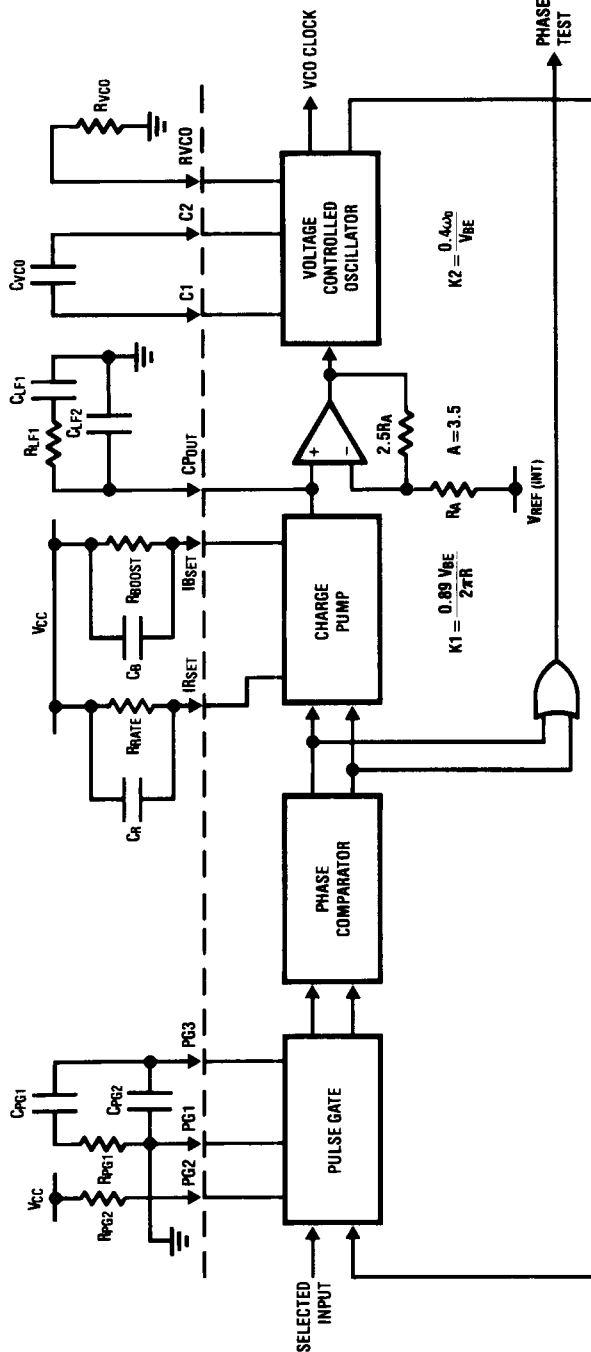 VCC
RPG2
RPG1
CPG1
CPG2
PG2
PG1
PG3
VCC
CR
RRATE
IRSET
CB
RBOOST
IBSET
RLF1
CLF1
CLF2
CPOUT
CVCO
C1
C2
RVCO
RVCO
SELECTED
INPUT
PULSE GATE
PHASE
COMPARATOR
CHARGE
PUMP
K1 = 0.89 VBE
2πR
+
−
2.5RA
RA
A = 3.5
VREF (INT)
VOLTAGE
CONTROLLED
OSCILLATOR
K2 = 0.4ω0
VBE
VCO CLOCK
PHASE
TEST